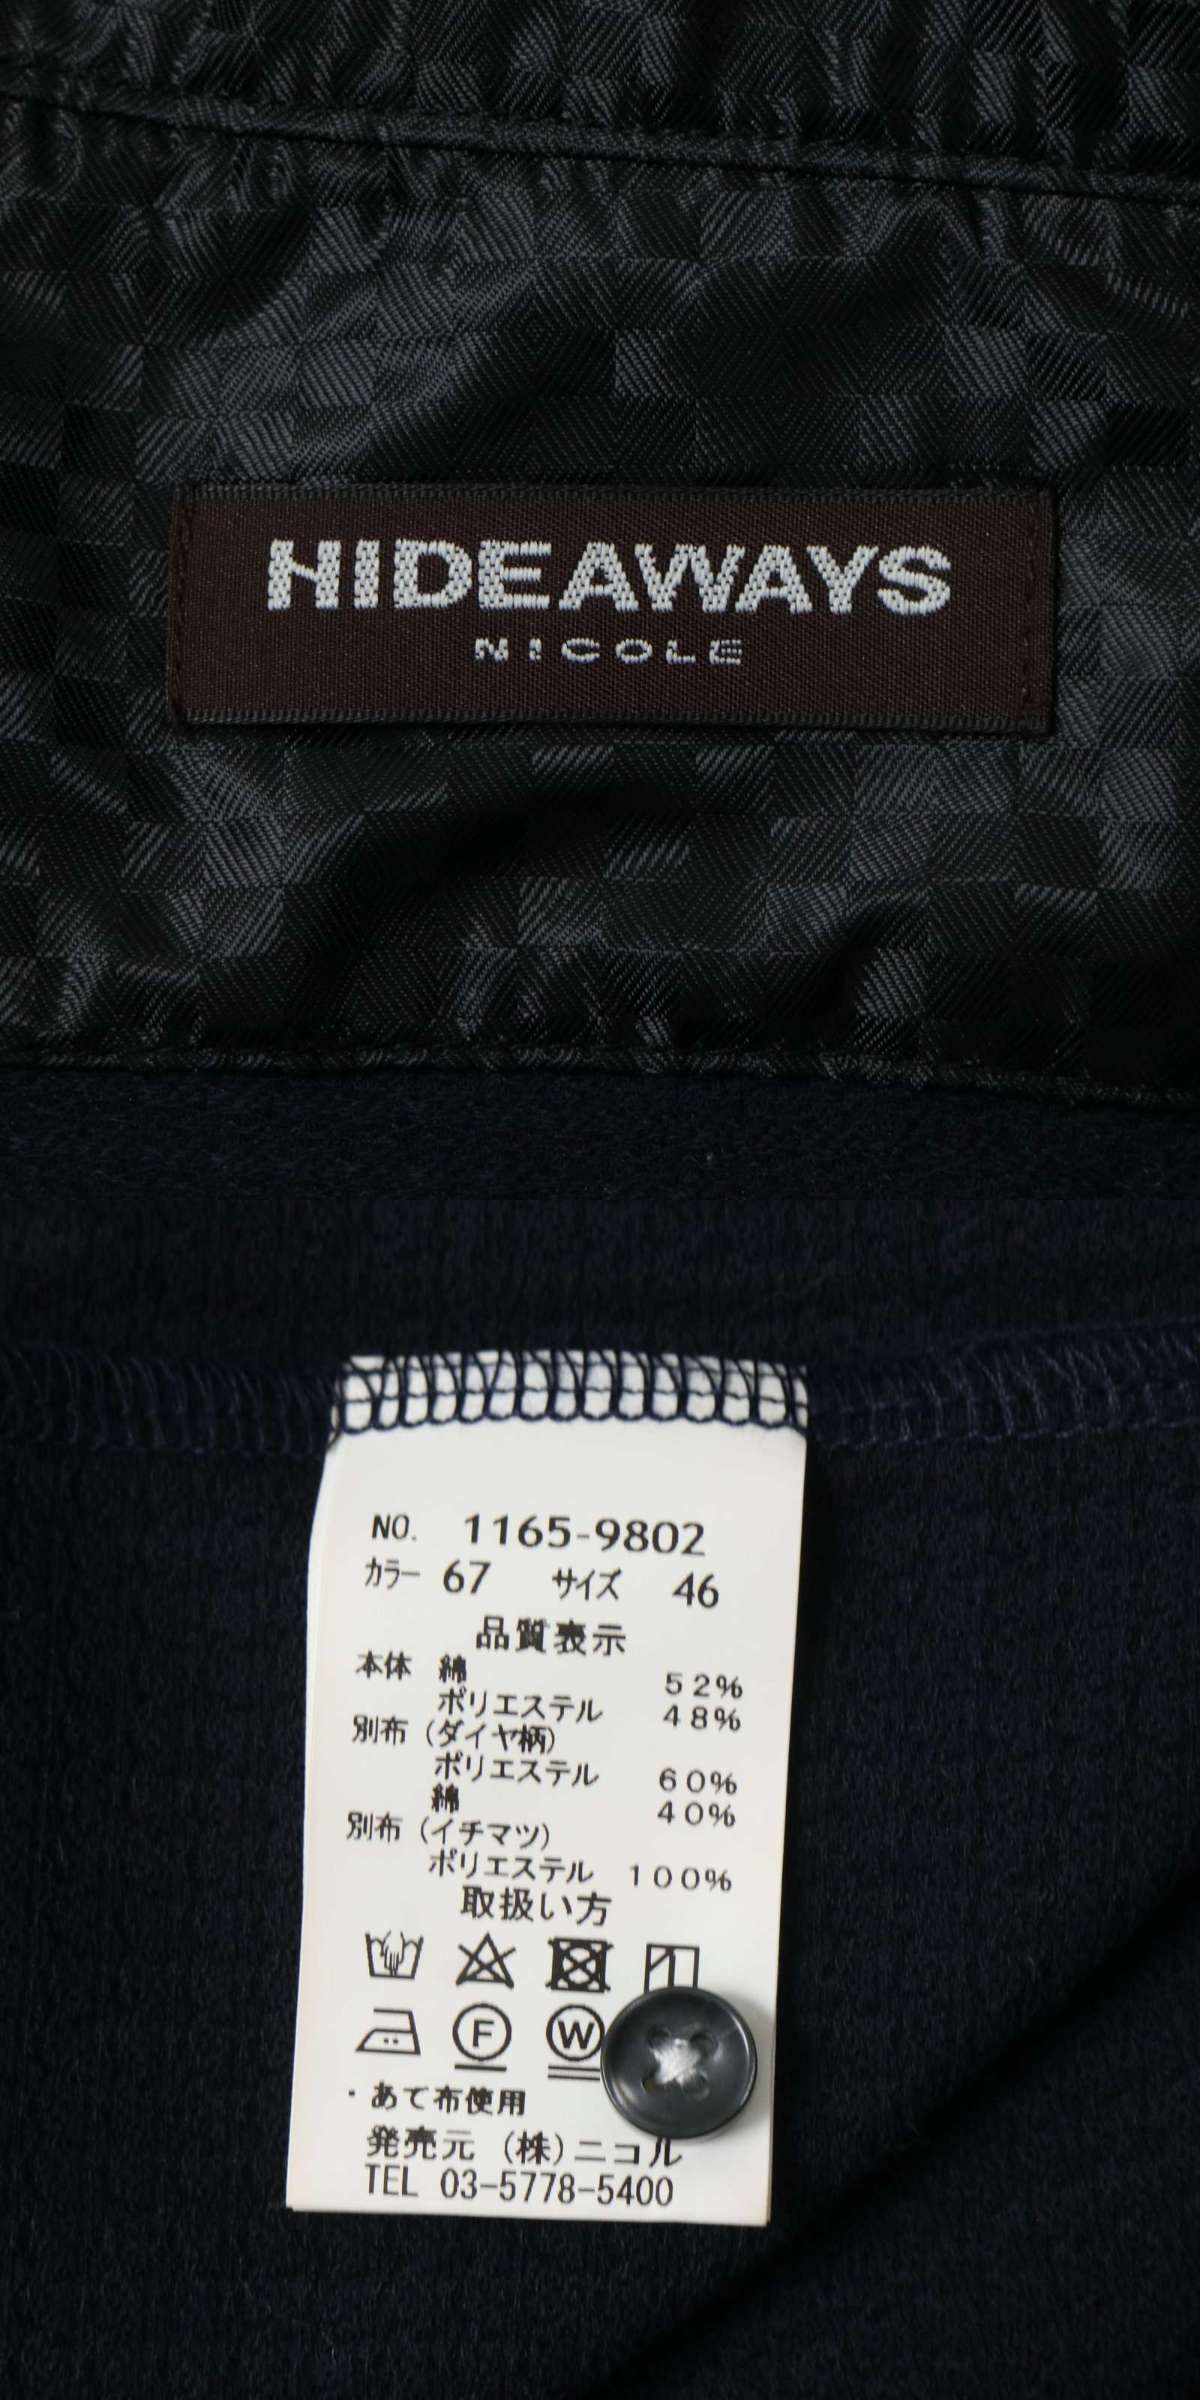 HIDEAWAYS
NICOLE
NO. 1165-9802
カラー 67 サイズ 46
品質表示
本体 綿 52%
ポリエステル 48%
別布(ダイヤ柄)
ポリエステル 60%
綿 40%
別布(イチマツ)
ポリエステル 100%
取扱い方
F W
・あて布使用
発売元 (株)ニコル
TEL 03-5778-5400